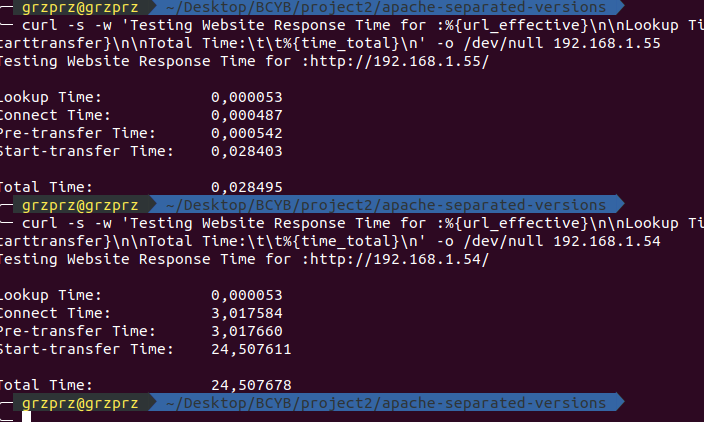 grzprz@grzprz ~/Desktop/BCYB/project2/apache-separated-versions
curl -s -w 'Testing Website Response Time for :%{url_effective}\n\nLookup Ti
arttransfer}\n\nTotal Time:\t\t%{time_total}\n' -o /dev/null 192.168.1.55
Testing Website Response Time for :http://192.168.1.55/
Lookup Time: 0,000053
Connect Time: 0,000487
Pre-transfer Time: 0,000542
Start-transfer Time: 0,028403
Total Time: 0,028495
grzprz@grzprz ~/Desktop/BCYB/project2/apache-separated-versions
curl -s -w 'Testing Website Response Time for :%{url_effective}\n\nLookup Ti
arttransfer}\n\nTotal Time:\t\t%{time_total}\n' -o /dev/null 192.168.1.54
Testing Website Response Time for :http://192.168.1.54/
Lookup Time: 0,000053
Connect Time: 3,017584
Pre-transfer Time: 3,017660
Start-transfer Time: 24,507611
Total Time: 24,507678
grzprz@grzprz ~/Desktop/BCYB/project2/apache-separated-versions